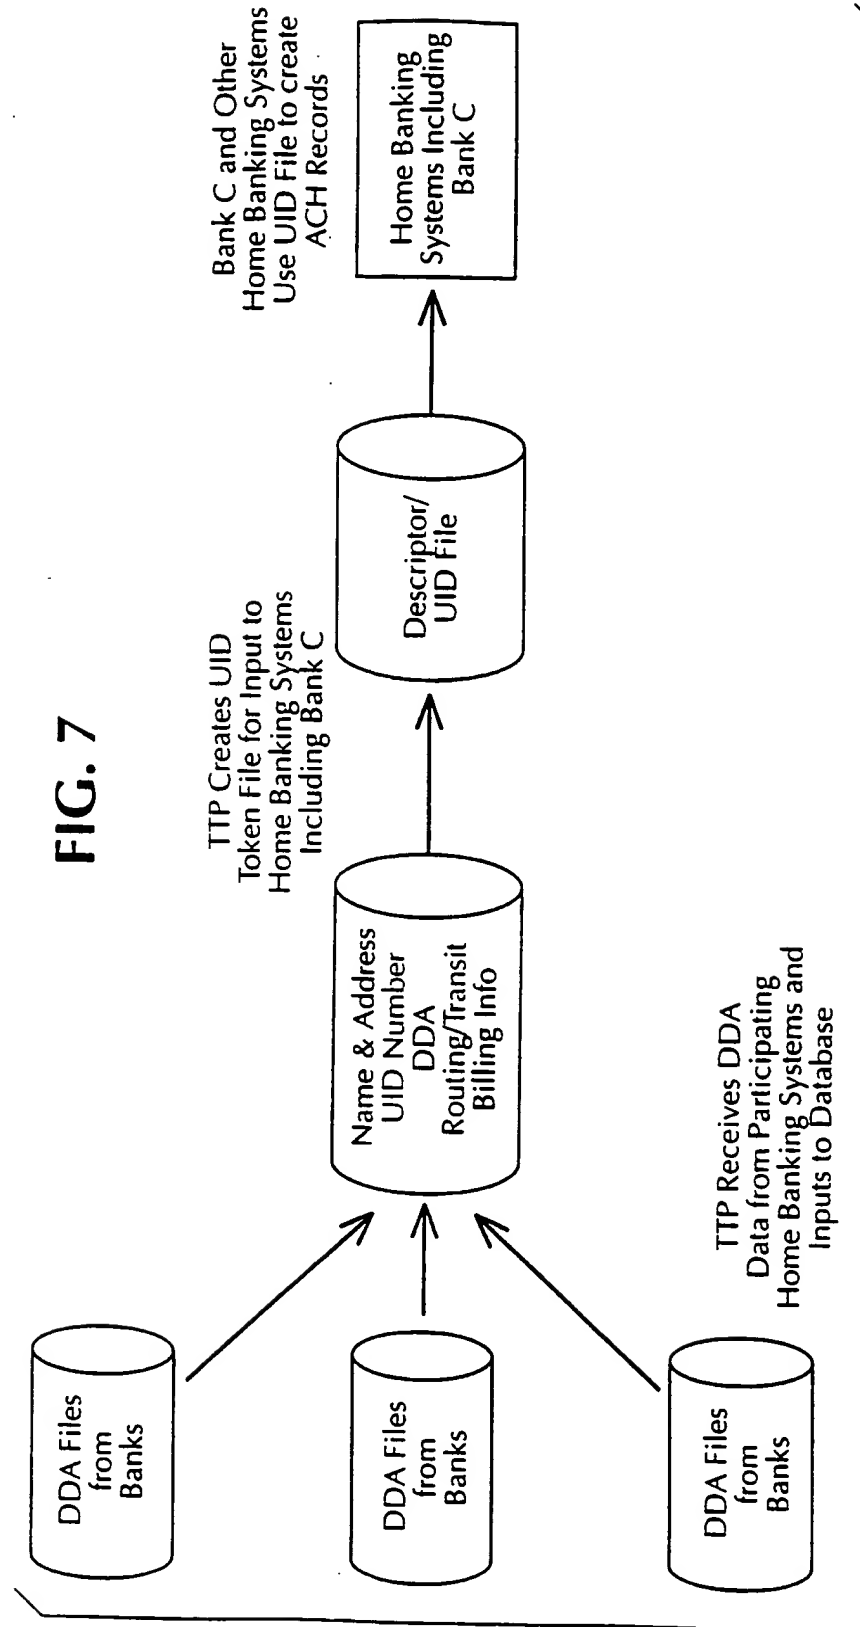 FIG. 7
DDA Files
from
Banks
DDA Files
from
Banks
DDA Files
from
Banks
TTP Receives DDA
Data from Participating
Home Banking Systems and
Inputs to Database
Name & Address
UID Number
DDA
Routing/Transit
Billing Info
TTP Creates UID
Token File for Input to
Home Banking Systems
Including Bank C
Descriptor/
UID File
Bank C and Other
Home Banking Systems
Use UID File to create
ACH Records
Home Banking
Systems Including
Bank C